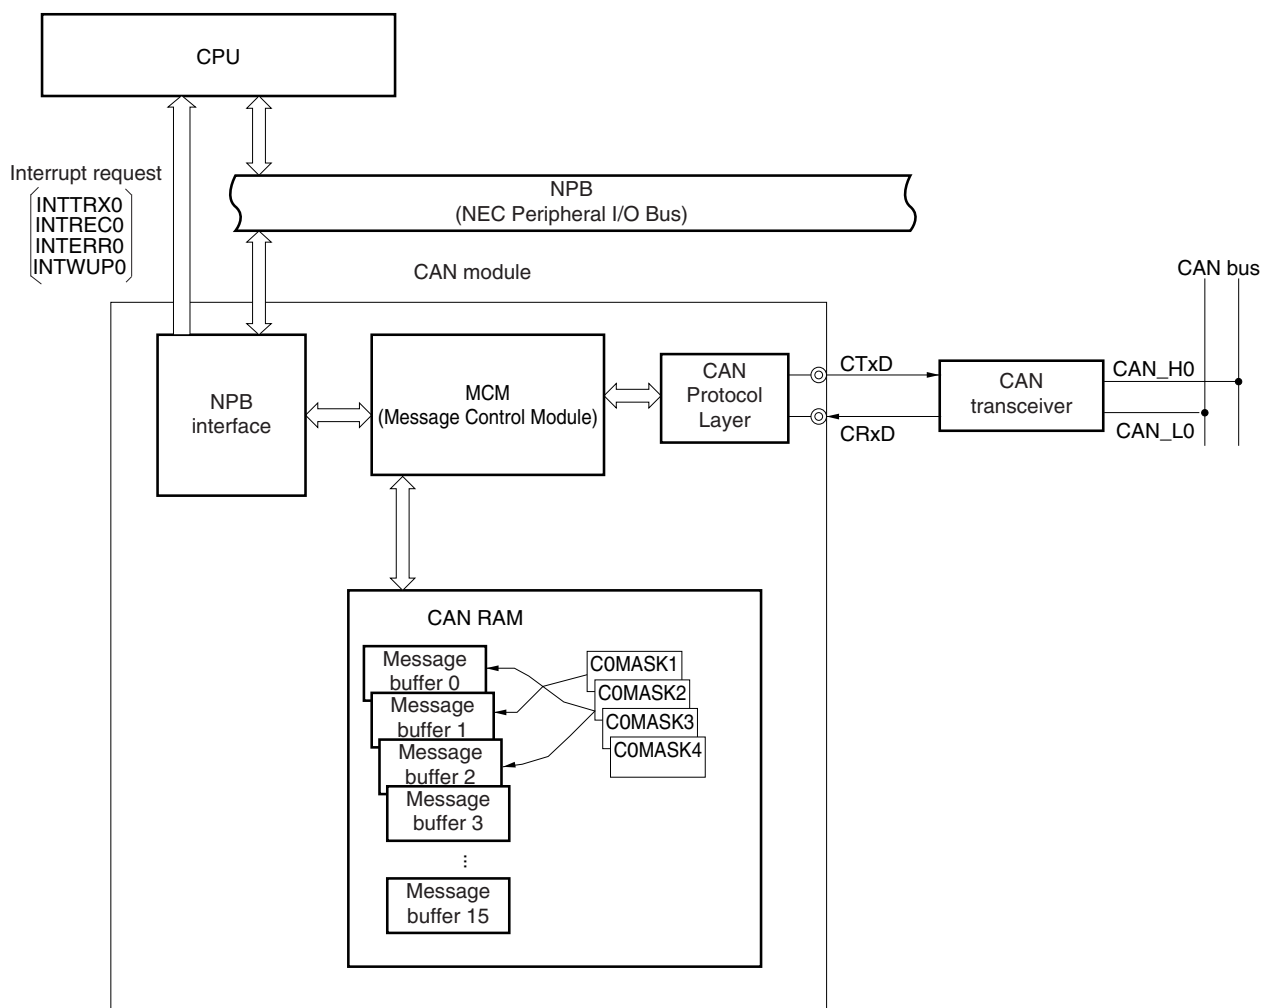 CPU
Interrupt request
INTTRX0
INTREC0
INTERR0
INTWUP0
NPB
(NEC Peripheral I/O Bus)
CAN module
CAN bus
NPB
interface
MCM
(Message Control Module)
CAN
Protocol
Layer
CTxD
CRxD
CAN
transceiver
CAN_H0
CAN_L0
CAN RAM
Message
buffer 0
Message
buffer 1
Message
buffer 2
Message
buffer 3
...
Message
buffer 15
C0MASK1
C0MASK2
C0MASK3
C0MASK4